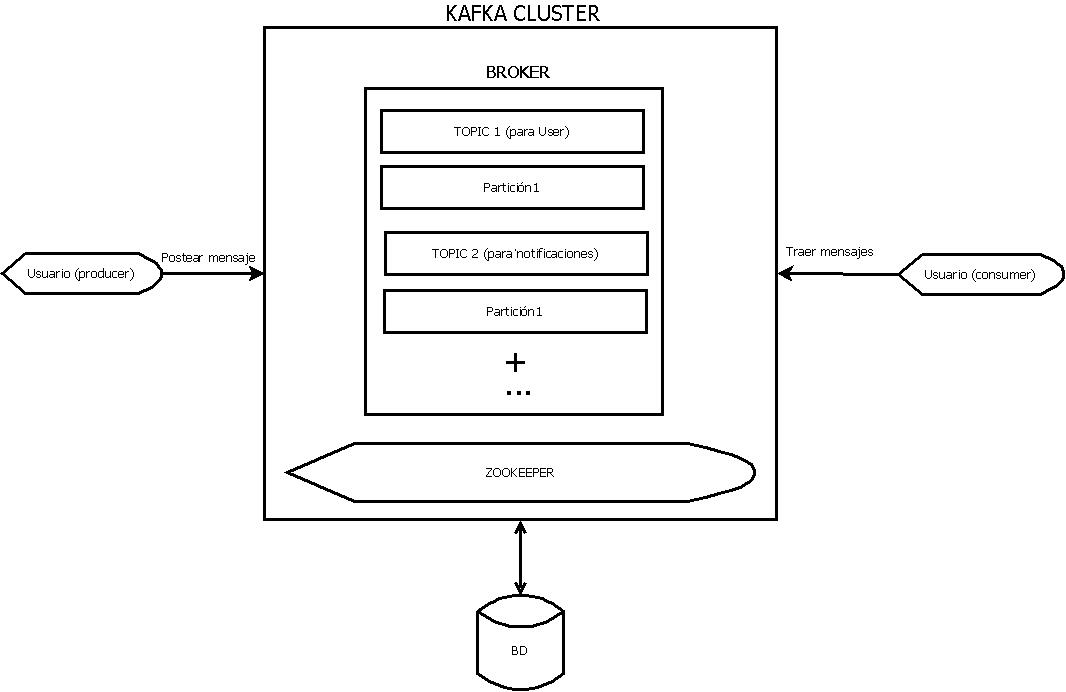 KAFKA CLUSTER
BROKER
TOPIC 1 (para User)
Partición1
TOPIC 2 (para notificaciones)
Partición1
+
...
Usuario (producer)
Postear mensaje
Traer mensajes
Usuario (consumer)
ZOOKEEPER
BD